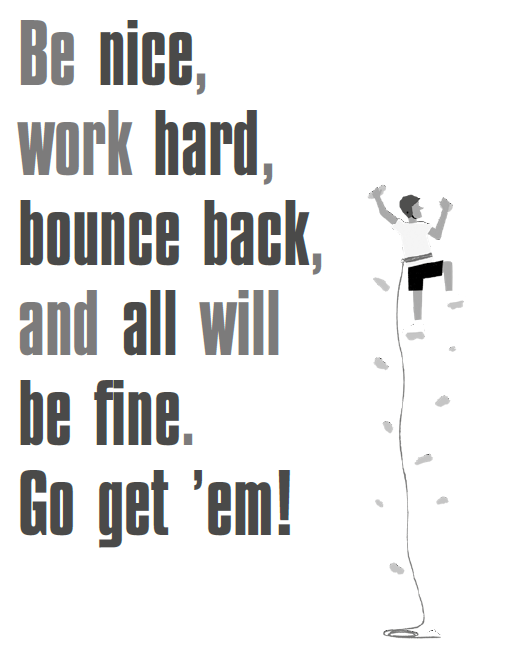 Be nice,
work hard,
bounce back,
and all will
be fine.
Go get ’em!